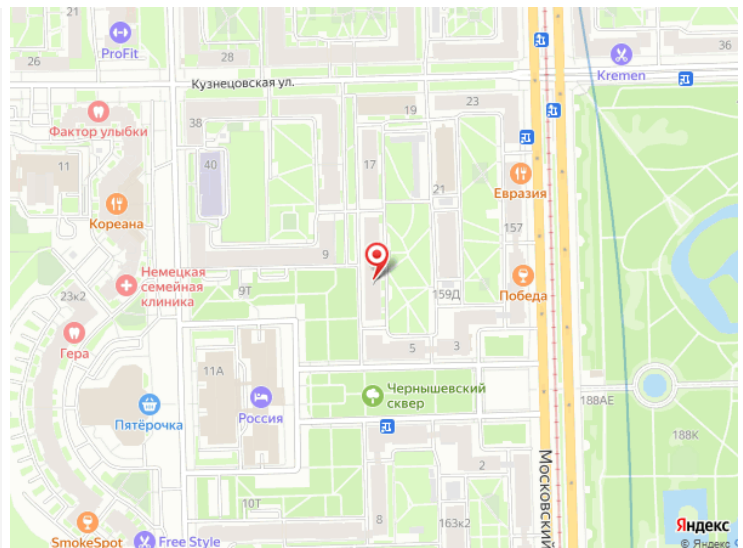 26
ProFit
28
36
Kremen
Кузнецовская ул.
Фактор улыбки
38
19
23
11
40
17
21
Евразия
Кореана
157
9
Немецкая
семейная
клиника
23к2
9Т
159Д
Победа
Гера
11А
5
3
Чернышевский
сквер
188АЕ
Пятёрочка
Россия
188К
Московский
2
10Т
8
163к2
SmokeSpot
Free Style
Яндекс
© Яндекс